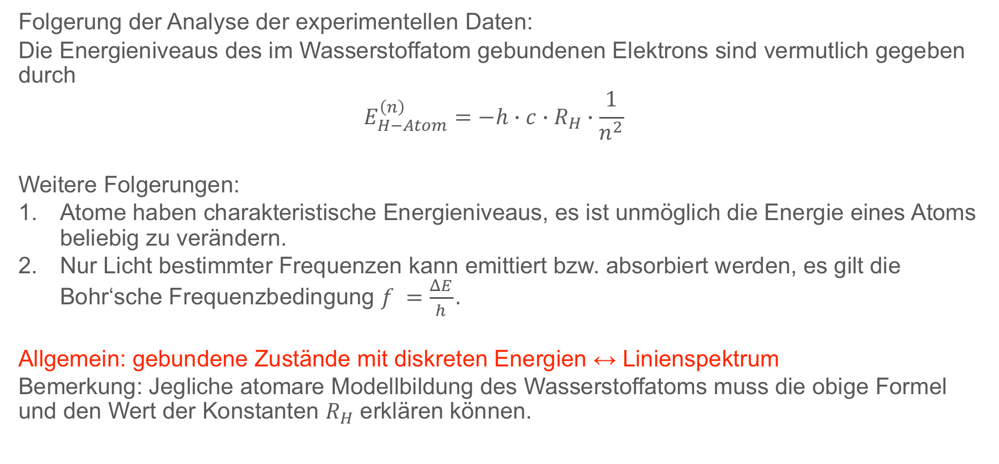 Folgerung der Analyse der experimentellen Daten:
Die Energieniveaus des im Wasserstoffatom gebundenen Elektrons sind vermutlich gegeben
durch
E_{H−Atom}^{(n)} = −h · c · R_H · \frac{1}{n^2}
Weitere Folgerungen:
1. Atome haben charakteristische Energieniveaus, es ist unmöglich die Energie eines Atoms
beliebig zu verändern.
2. Nur Licht bestimmter Frequenzen kann emittiert bzw. absorbiert werden, es gilt die
Bohr‘sche Frequenzbedingung f = \frac{ΔE}{h}.
Allgemein: gebundene Zustände mit diskreten Energien ↔ Linienspektrum
Bemerkung: Jegliche atomare Modellbildung des Wasserstoffatoms muss die obige Formel
und den Wert der Konstanten R_H erklären können.